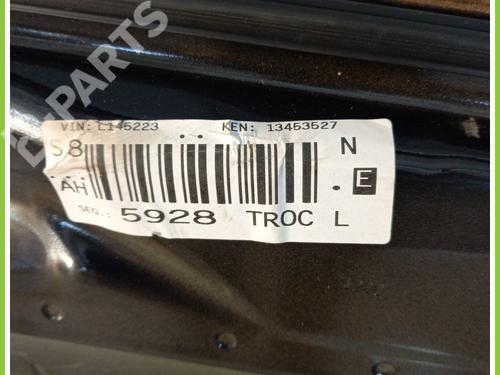 B-PARTS
VIN: L145223 KEN: 13453527
S8 N
AH . E
SEQ.: 5928 TROC L